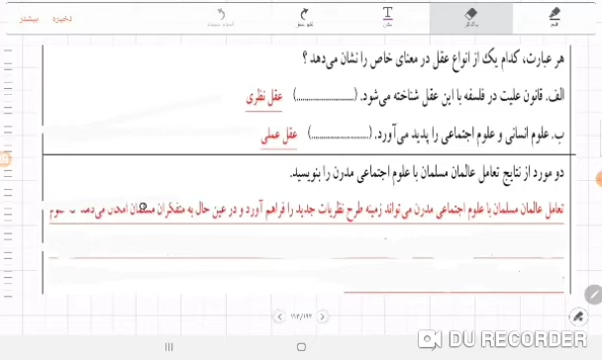 ذخیره بیشتر
هر عبارت، کدام یک از انواع عقل در معنای خاص را نشان می‌دهد ؟
الف. قانون علیت در فلسفه با این عقل شناخته می‌شود. (....................) عقل نظری
ب. علوم انسانی و علوم اجتماعی را پدید می‌آورد. (....................) عقل عملی
دو مورد از نتایج تعامل عالمان مسلمان با علوم اجتماعی مدرن را بنویسید.
تعامل عالمان مسلمان با علوم اجتماعی مدرن می‌تواند زمینه طرح نظریات جدید را فراهم آورد و در عین حال به متفکران مسلمان
DU RECORDER